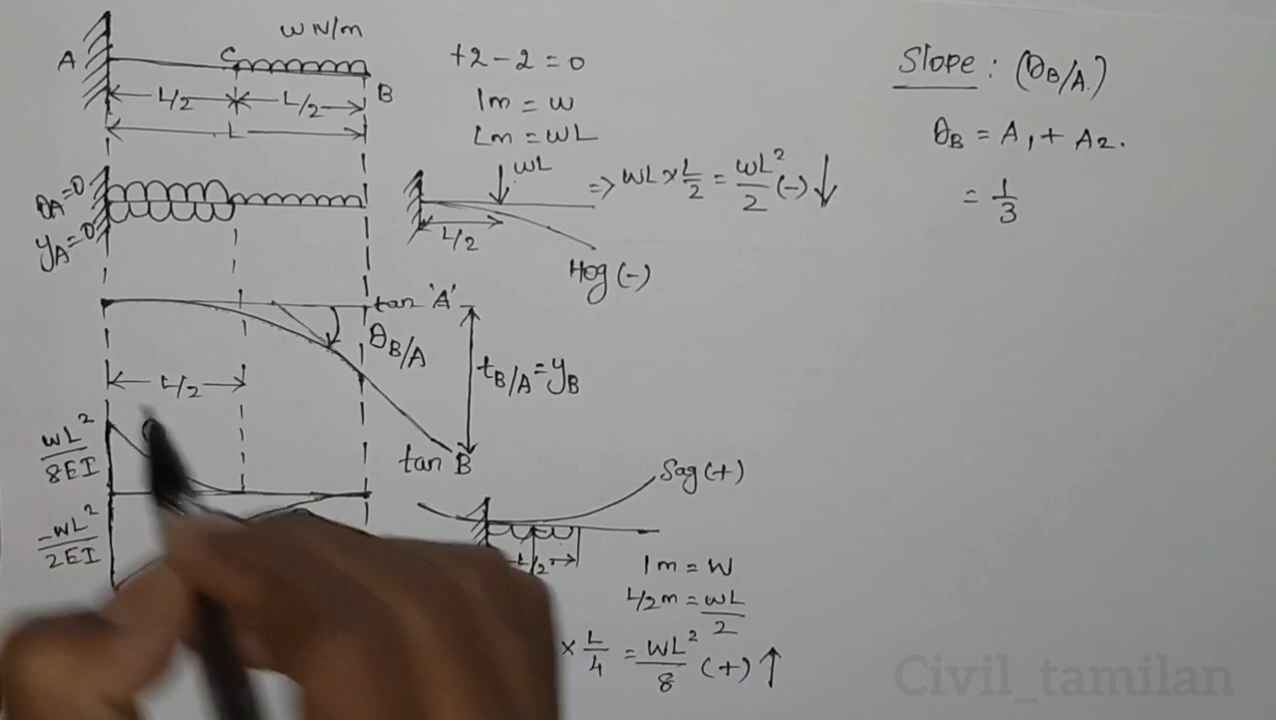 w N/m
A
C
B
L/2
L/2
L
θA=0
yA=0
+2-2=0
1m = w
Lm = wL
wL
L/2
=> wL x L/2 = wL²/2 (-) ↓
Hog (-)
tan 'A'
θB/A
tB/A = yB
L/2
tan B
wL²/8EI
-wL²/2EI
Sag (+)
L/2
1m = w
L/2 m = wL/2
x L/4 = wL²/8 (+) ↑
Slope : (θB/A)
θB = A1 + A2.
= 1/3
Civil_tamilan